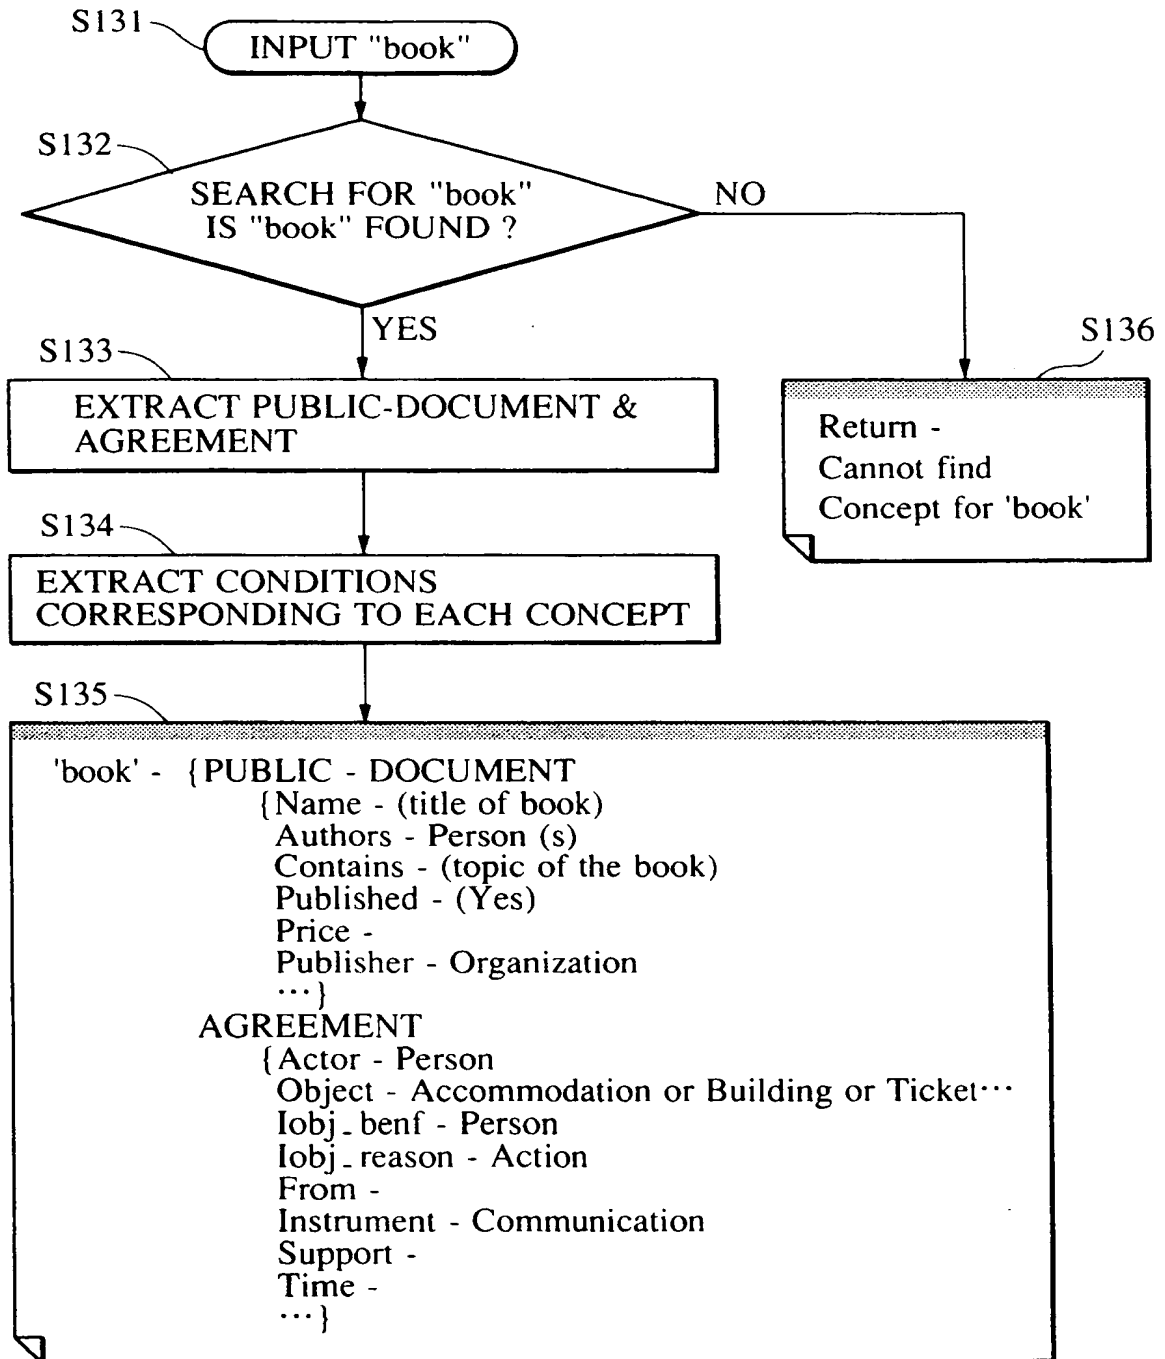 S131
INPUT "book"
S132
SEARCH FOR "book"
IS "book" FOUND ?
NO
YES
S133
EXTRACT PUBLIC-DOCUMENT &
AGREEMENT
S136
Return -
Cannot find
Concept for 'book'
S134
EXTRACT CONDITIONS
CORRESPONDING TO EACH CONCEPT
S135
'book' - {PUBLIC - DOCUMENT
{Name - (title of book)
Authors - Person (s)
Contains - (topic of the book)
Published - (Yes)
Price -
Publisher - Organization
···}
AGREEMENT
{Actor - Person
Object - Accommodation or Building or Ticket···
Iobj_benf - Person
Iobj_reason - Action
From -
Instrument - Communication
Support -
Time -
···}